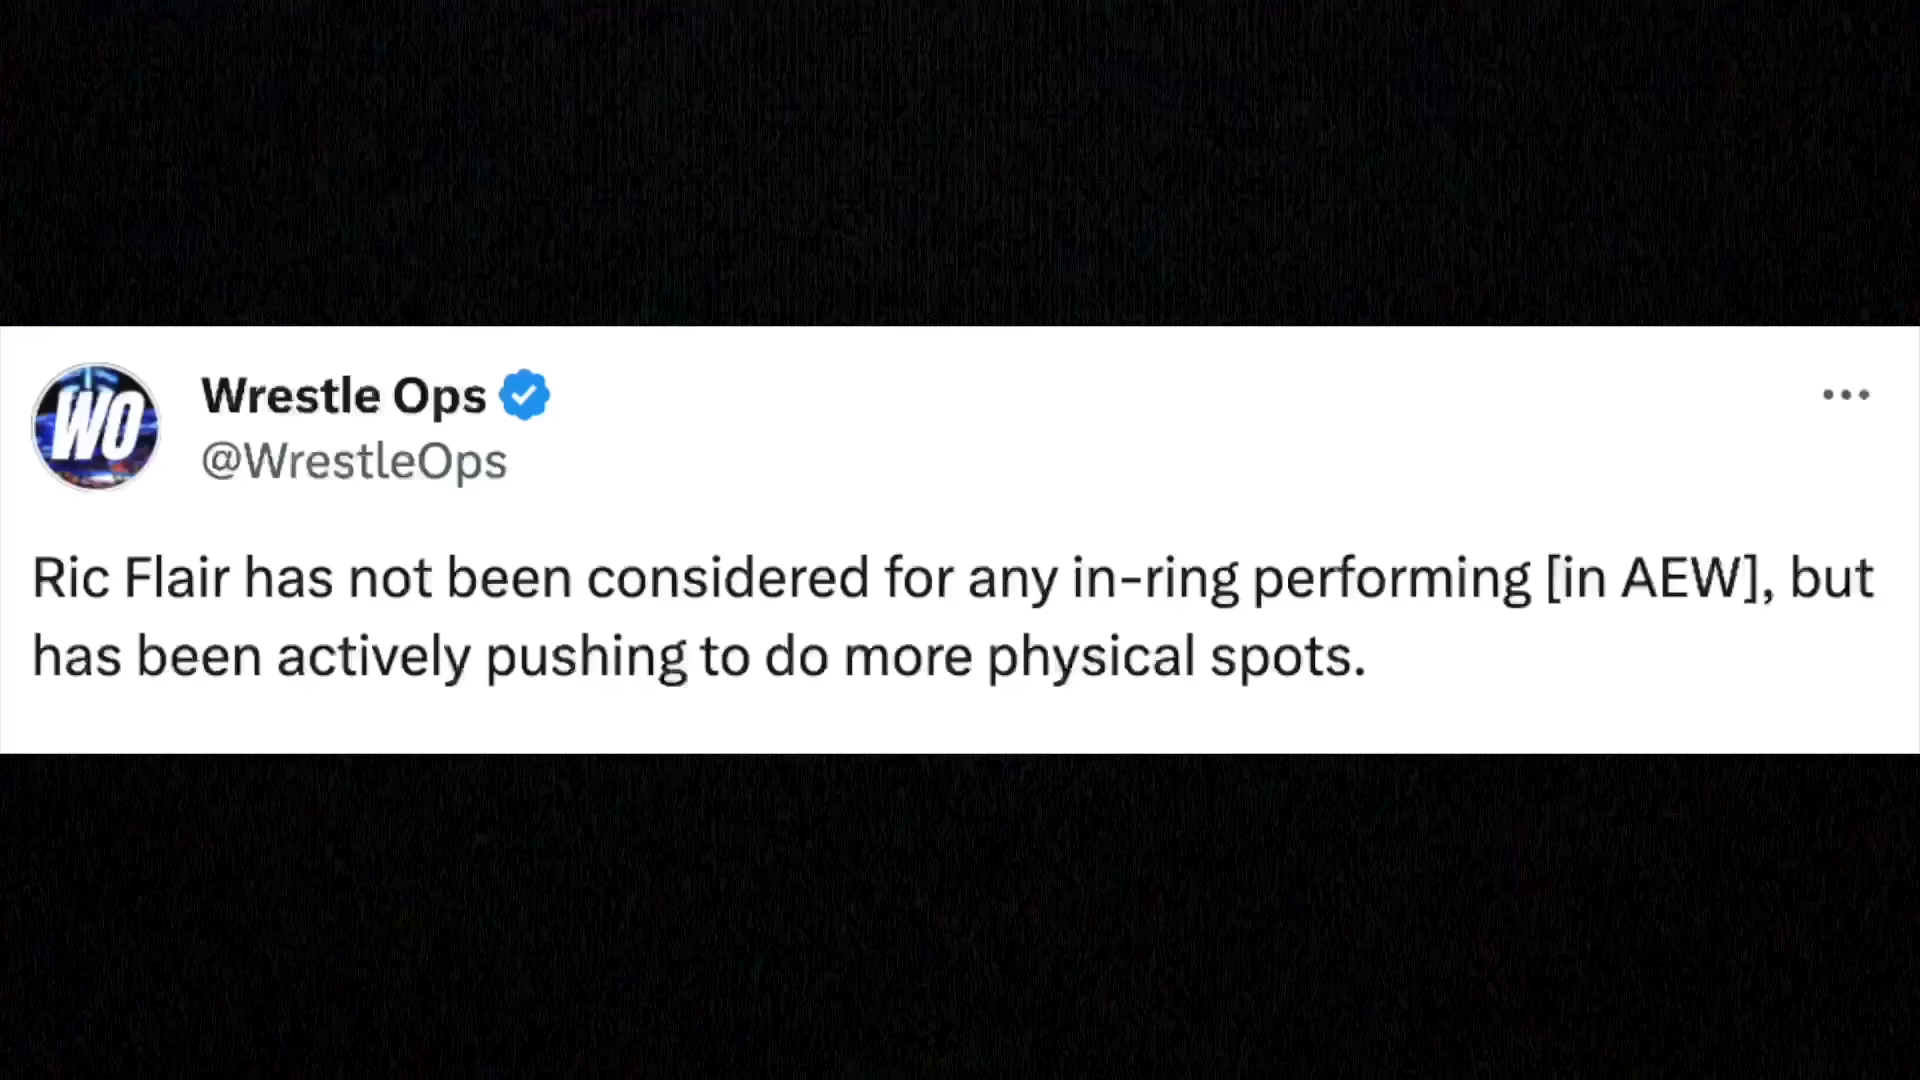 WO
Wrestle Ops
@WrestleOps
Ric Flair has not been considered for any in-ring performing [in AEW], but
has been actively pushing to do more physical spots.